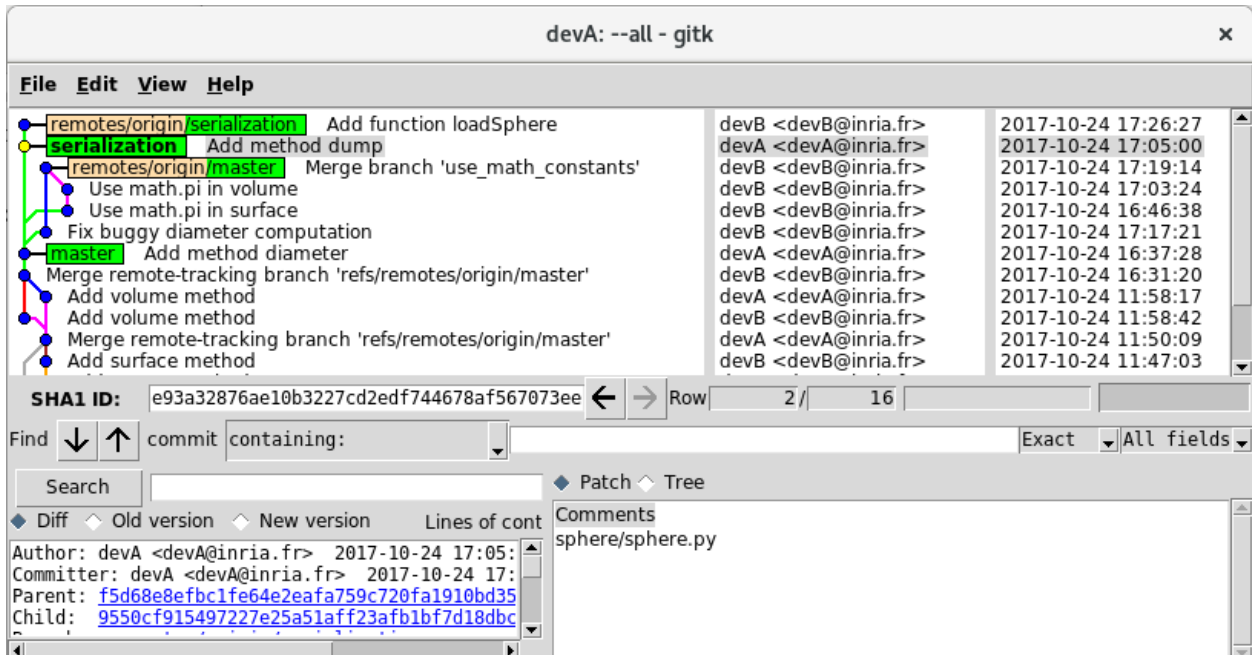 devA: --all - gitk ×
File Edit View Help
remotes/origin/serialization Add function loadSphere devB <devB@inria.fr> 2017-10-24 17:26:27
serialization Add method dump devA <devA@inria.fr> 2017-10-24 17:05:00
remotes/origin/master Merge branch 'use_math_constants' devB <devB@inria.fr> 2017-10-24 17:19:14
Use math.pi in volume devB <devB@inria.fr> 2017-10-24 17:03:24
Use math.pi in surface devB <devB@inria.fr> 2017-10-24 16:46:38
Fix buggy diameter computation devB <devB@inria.fr> 2017-10-24 17:17:21
master Add method diameter devA <devA@inria.fr> 2017-10-24 16:37:28
Merge remote-tracking branch 'refs/remotes/origin/master' devB <devB@inria.fr> 2017-10-24 16:31:20
Add volume method devA <devA@inria.fr> 2017-10-24 11:58:17
Add volume method devB <devB@inria.fr> 2017-10-24 11:58:42
Merge remote-tracking branch 'refs/remotes/origin/master' devA <devA@inria.fr> 2017-10-24 11:50:09
Add surface method devB <devB@inria.fr> 2017-10-24 11:47:03
SHA1 ID: e93a32876ae10b3227cd2edf744678af567073ee ← → Row 2 / 16
Find ↓ ↑ commit containing: Exact All fields
Search Patch Tree
Diff Old version New version Lines of cont
Comments
sphere/sphere.py
Author: devA <devA@inria.fr> 2017-10-24 17:05:
Committer: devA <devA@inria.fr> 2017-10-24 17:
Parent: f5d68e8efbc1fe64e2eafa759c720fa1910bd35
Child: 9550cf915497227e25a51aff23afb1bf7d18dbc